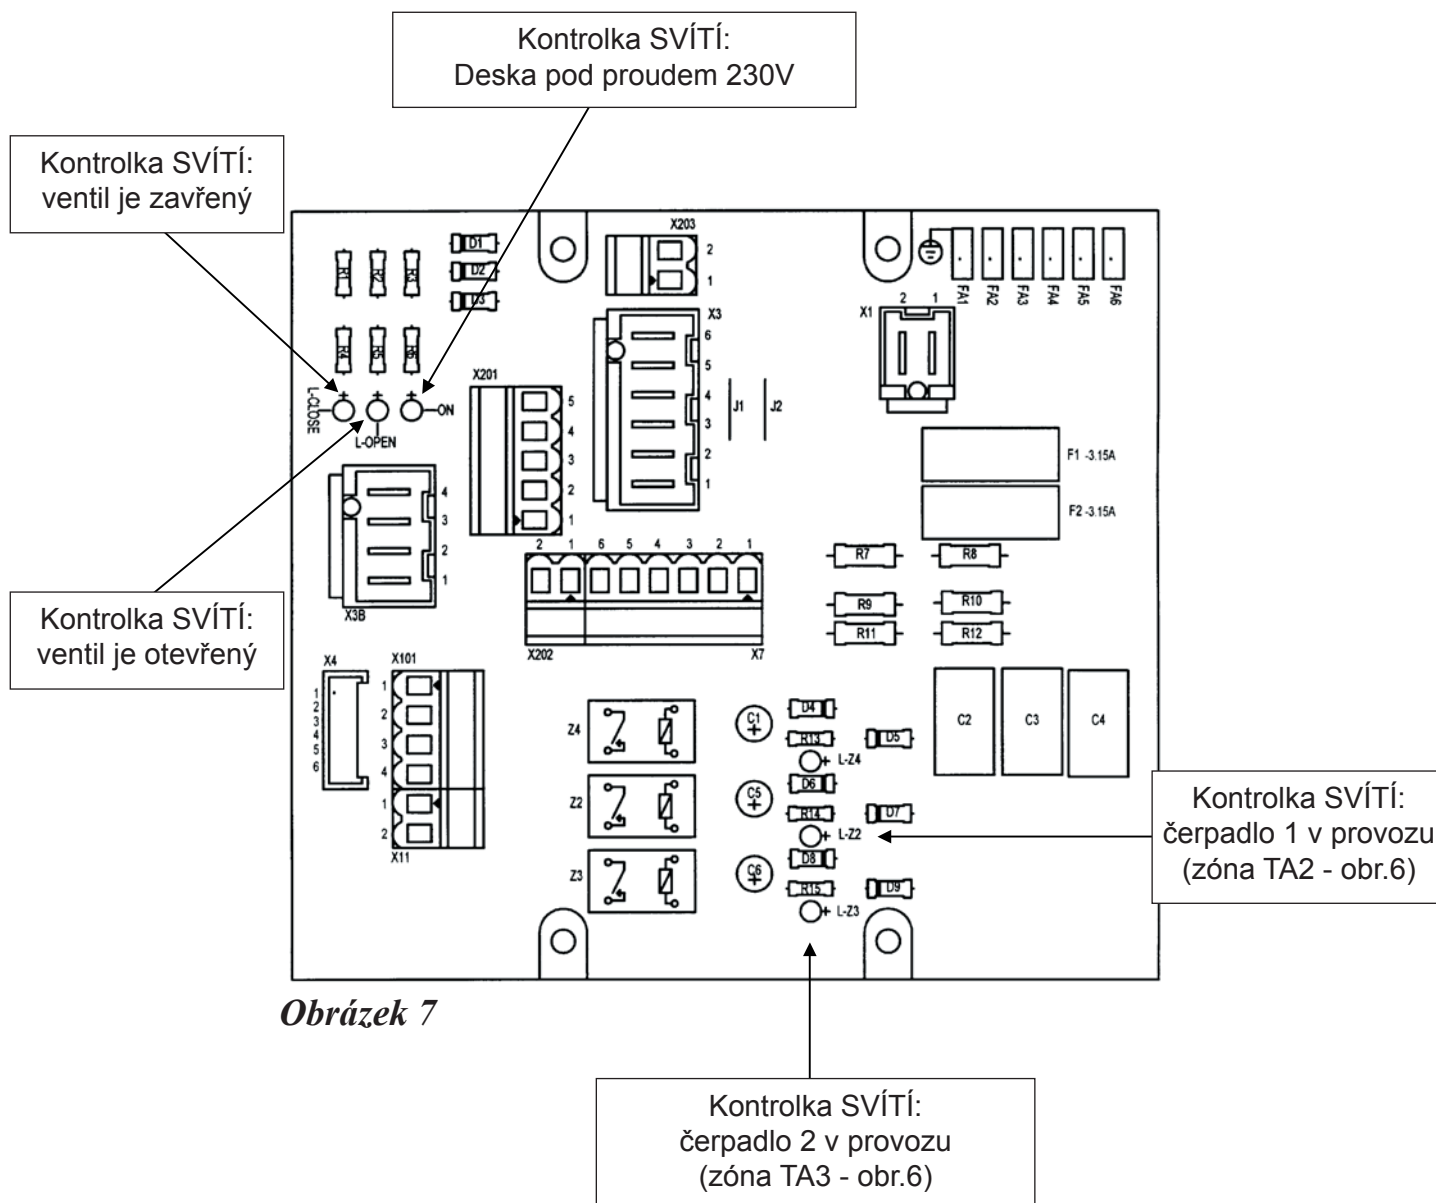 Kontrolka SVÍTÍ:
Deska pod proudem 230V
Kontrolka SVÍTÍ:
ventil je zavřený
X203
2
1
D1
D2
D3
R1
R2
R3
R4
R5
R6
L-CLOSE
L-OPEN
ON
X201
5
4
3
2
1
X3
6
5
4
3
2
1
J1
J2
X1
2 1
FA1
FA2
FA3
FA4
FA5
FA6
F1 -3.15A
F2 -3.15A
4
3
2
1
X3B
2 1 6 5 4 3 2 1
X202
X7
R7
R8
R9
R10
R11
R12
Kontrolka SVÍTÍ:
ventil je otevřený
X4
1
2
3
4
5
6
X101
1
2
3
4
1
2
X11
Z4
Z2
Z3
C1
C5
C6
D4
R13
D5
L-Z4
D6
R14
D7
L-Z2
D8
R15
D9
L-Z3
C2
C3
C4
Kontrolka SVÍTÍ:
čerpadlo 1 v provozu
(zóna TA2 - obr.6)
Obrázek 7
Kontrolka SVÍTÍ:
čerpadlo 2 v provozu
(zóna TA3 - obr.6)